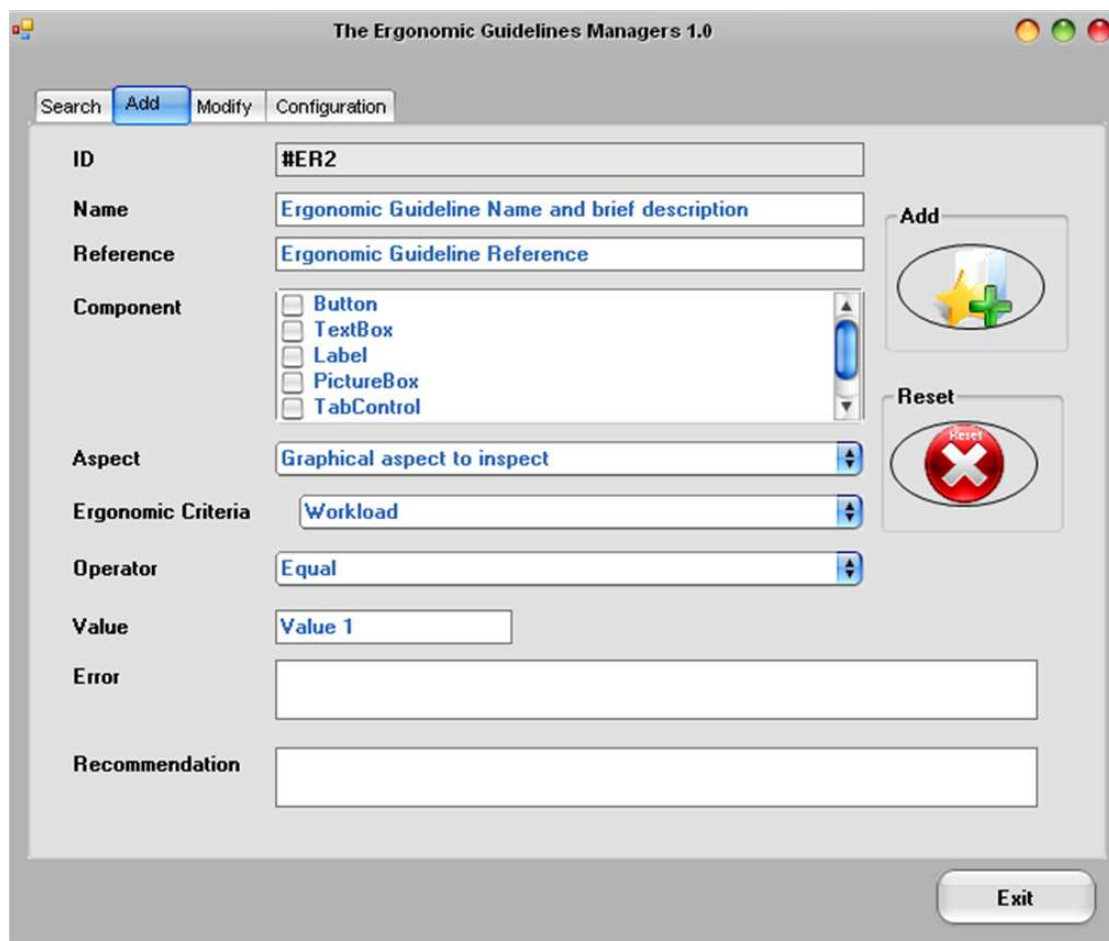 The Ergonomic Guidelines Managers 1.0
Search Add Modify Configuration
ID #ER2
Name Ergonomic Guideline Name and brief description
Reference Ergonomic Guideline Reference
Component Button
TextBox
Label
PictureBox
TabControl
Aspect Graphical aspect to inspect
Ergonomic Criteria Workload
Operator Equal
Value Value 1
Error
Recommendation
Add
Reset
Reset
Exit